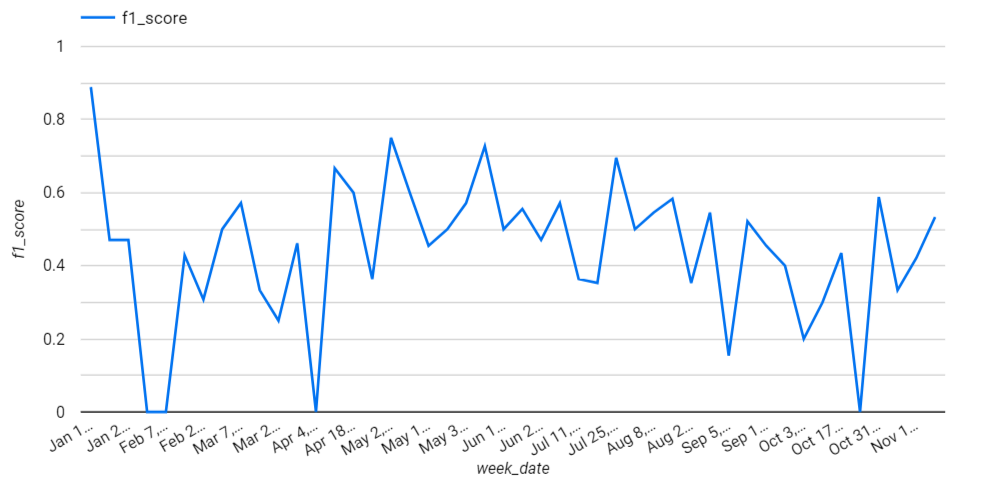 f1_score
1
0.8
0.6
0.4
0.2
0
f1_score
Jan 1... Jan 2... Feb 7,... Feb 2... Mar 7,... Mar 2... Apr 4,... Apr 18... May 2,... May 1... May 3... Jun 1... Jun 2... Jul 11,... Jul 25,... Aug 8,... Aug 2... Sep 5,... Sep 1... Oct 3,... Oct 17... Oct 31... Nov 1...
week_date